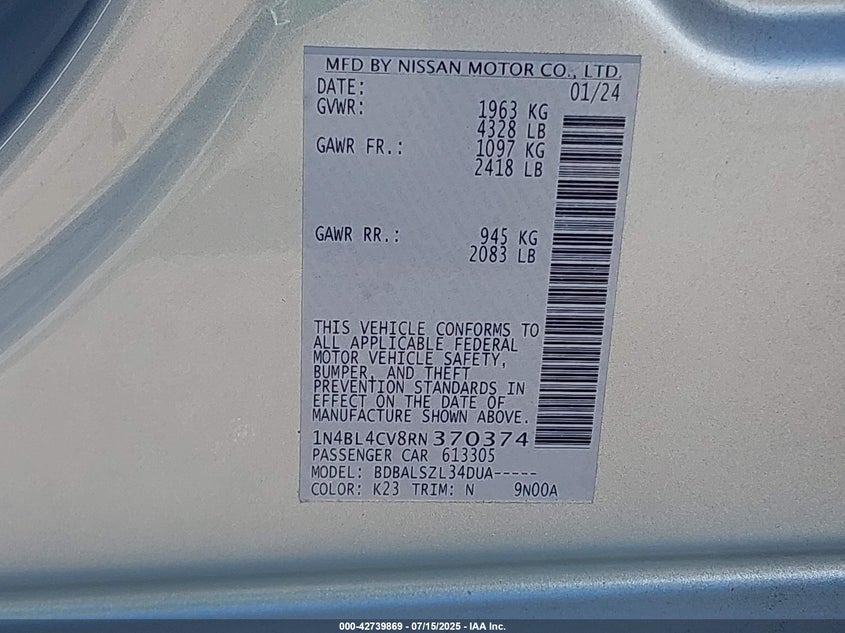 MFD BY NISSAN MOTOR CO., LTD.
DATE: 01/24
GVWR: 1963 KG
4328 LB
GAWR FR.: 1097 KG
2418 LB
GAWR RR.: 945 KG
2083 LB
THIS VEHICLE CONFORMS TO
ALL APPLICABLE FEDERAL
MOTOR VEHICLE SAFETY,
BUMPER, AND THEFT
PREVENTION STANDARDS IN
EFFECT ON THE DATE OF
MANUFACTURE SHOWN ABOVE.
1N4BL4CV8RN370374
PASSENGER CAR 613305
MODEL: BDBALSZL34DUA-----
COLOR: K23 TRIM: N 9N00A
000-42739869 - 07/15/2025 - IAA Inc.